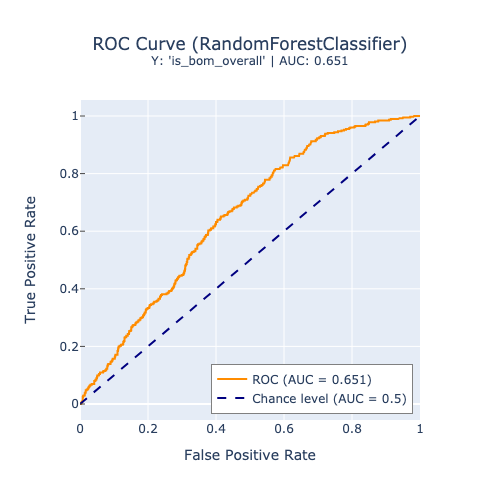 ROC Curve (RandomForestClassifier)
Y: 'is_bom_overall' | AUC: 0.651
True Positive Rate
1
0.8
0.6
0.4
0.2
0
0
0.2
0.4
0.6
0.8
1
False Positive Rate
ROC (AUC = 0.651)
Chance level (AUC = 0.5)